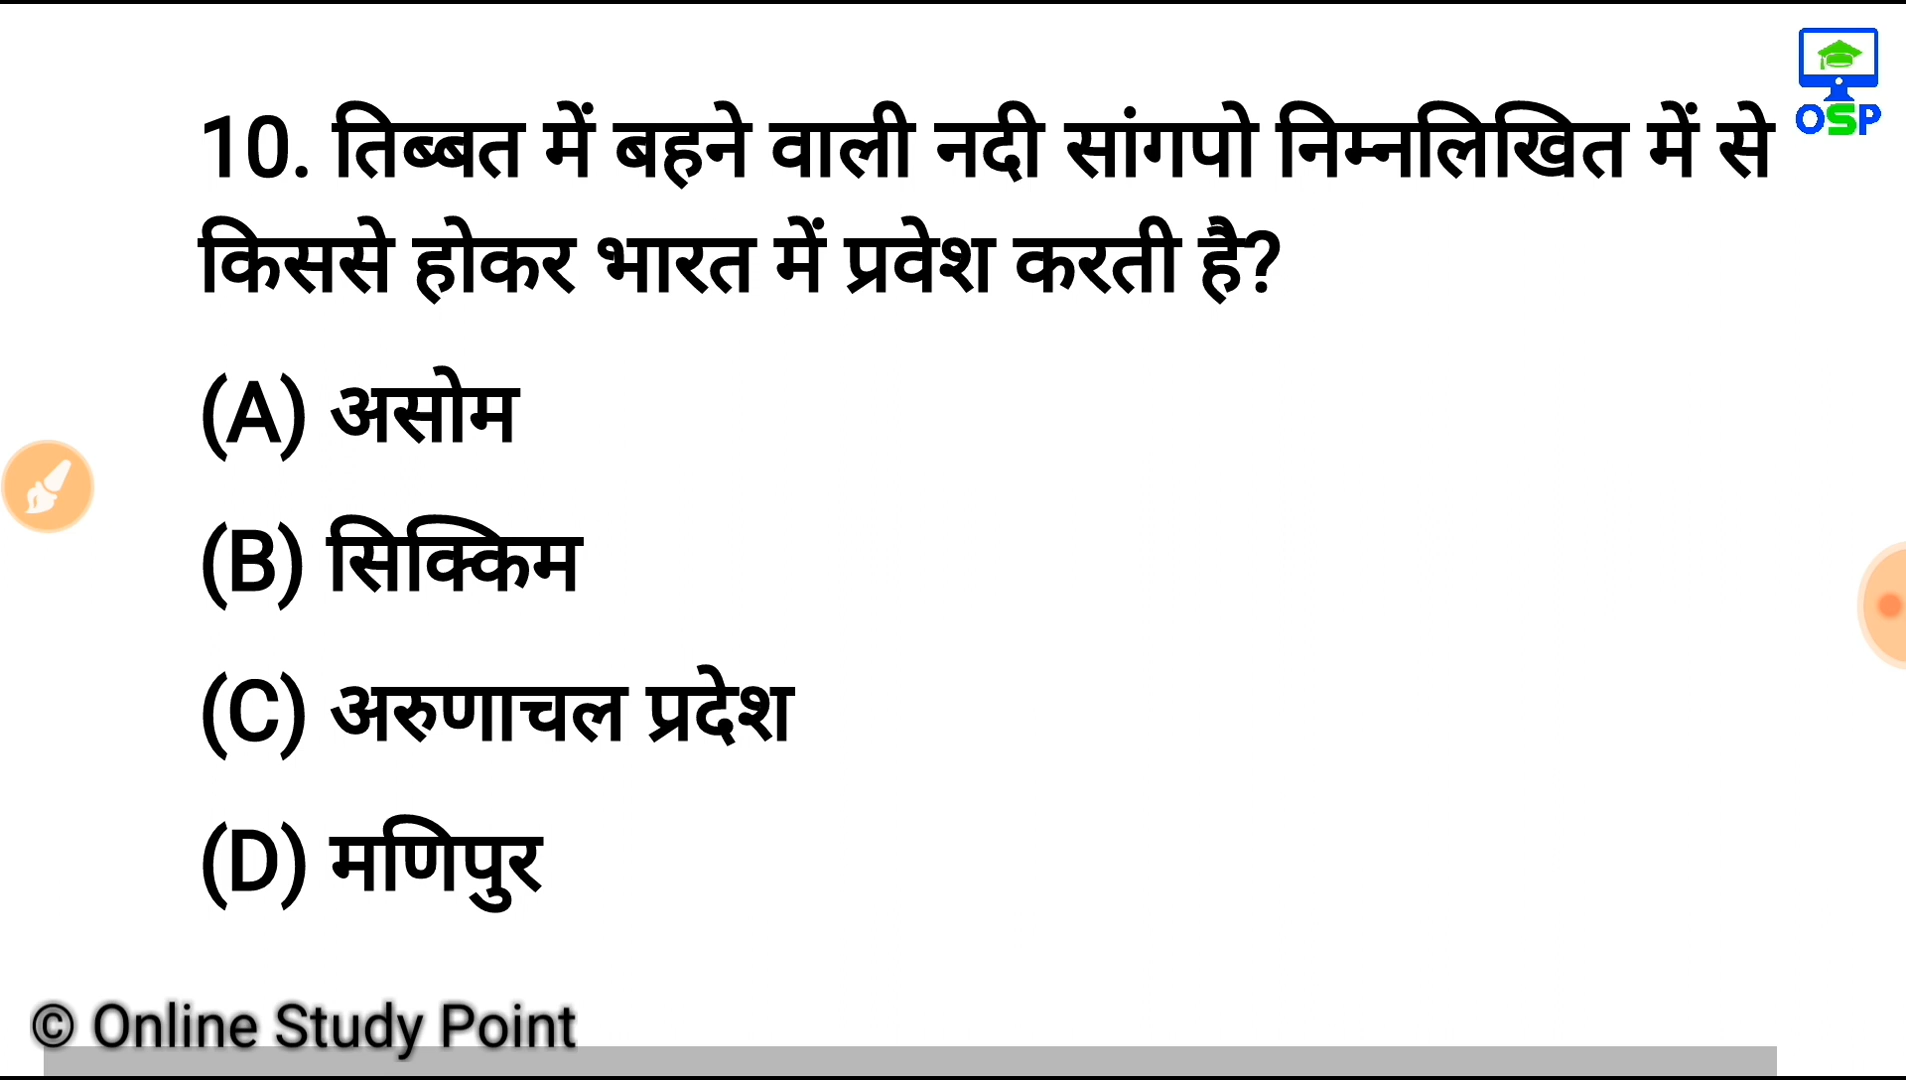 OSP
10. तिब्बत में बहने वाली नदी सांगपो निम्नलिखित में से
किससे होकर भारत में प्रवेश करती है?
(A) असोम
(B) सिक्किम
(C) अरुणाचल प्रदेश
(D) मणिपुर
© Online Study Point